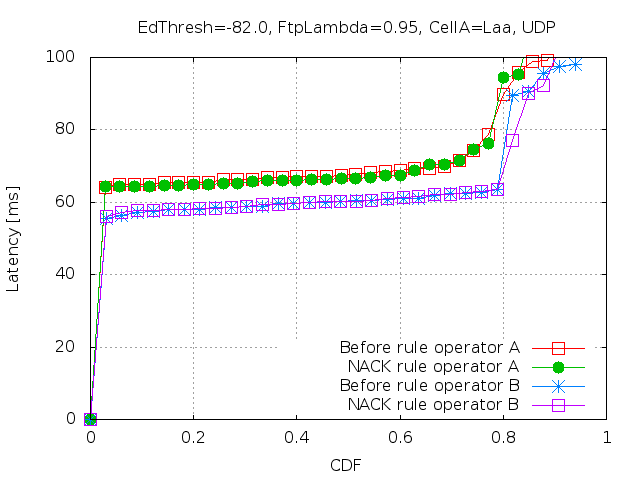 EdThresh=-82.0, FtpLambda=0.95, CellA=Laa, UDP
100
80
60
40
20
0
Latency [ms]
Before rule operator A
NACK rule operator A
Before rule operator B
NACK rule operator B
0 0.2 0.4 0.6 0.8 1
CDF